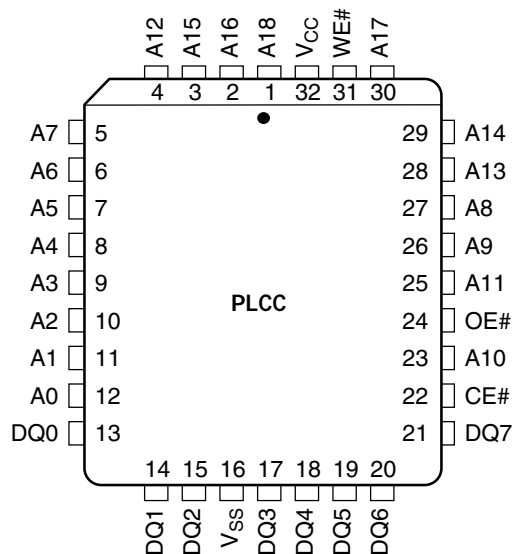 A12 A15 A16 A18 VCC WE# A17
4 3 2 1 32 31 30
A7 5 29 A14
A6 6 28 A13
A5 7 27 A8
A4 8 26 A9
A3 9 25 A11
PLCC
A2 10 24 OE#
A1 11 23 A10
A0 12 22 CE#
DQ0 13 21 DQ7
14 15 16 17 18 19 20
DQ1 DQ2 VSS DQ3 DQ4 DQ5 DQ6